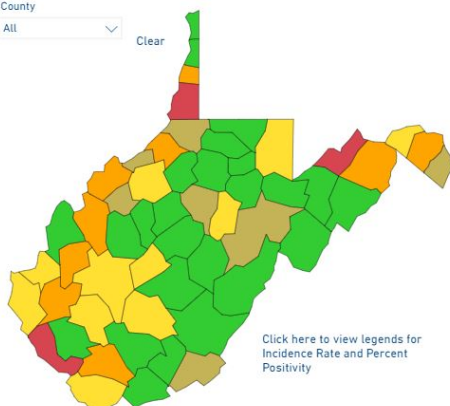 County
All
Clear
Click here to view legends for
Incidence Rate and Percent
Positivity